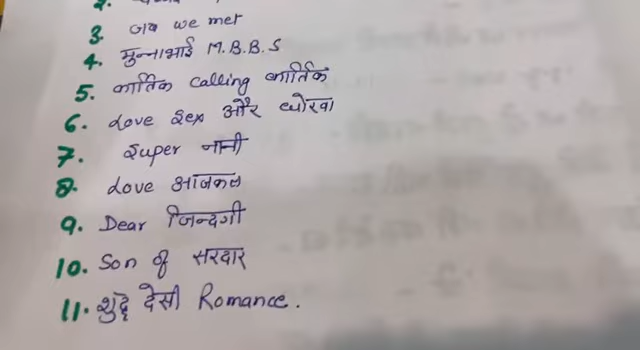 2.
3. जब we met
4. मुन्नाभाई M.B.B.S
5. कार्तिक calling कार्तिक
6. Love Sex और धोखा
7. Super नानी
8. Love आजकल
9. Dear जिन्दगी
10. Son of सरदार
11. शुद्ध देसी Romance.